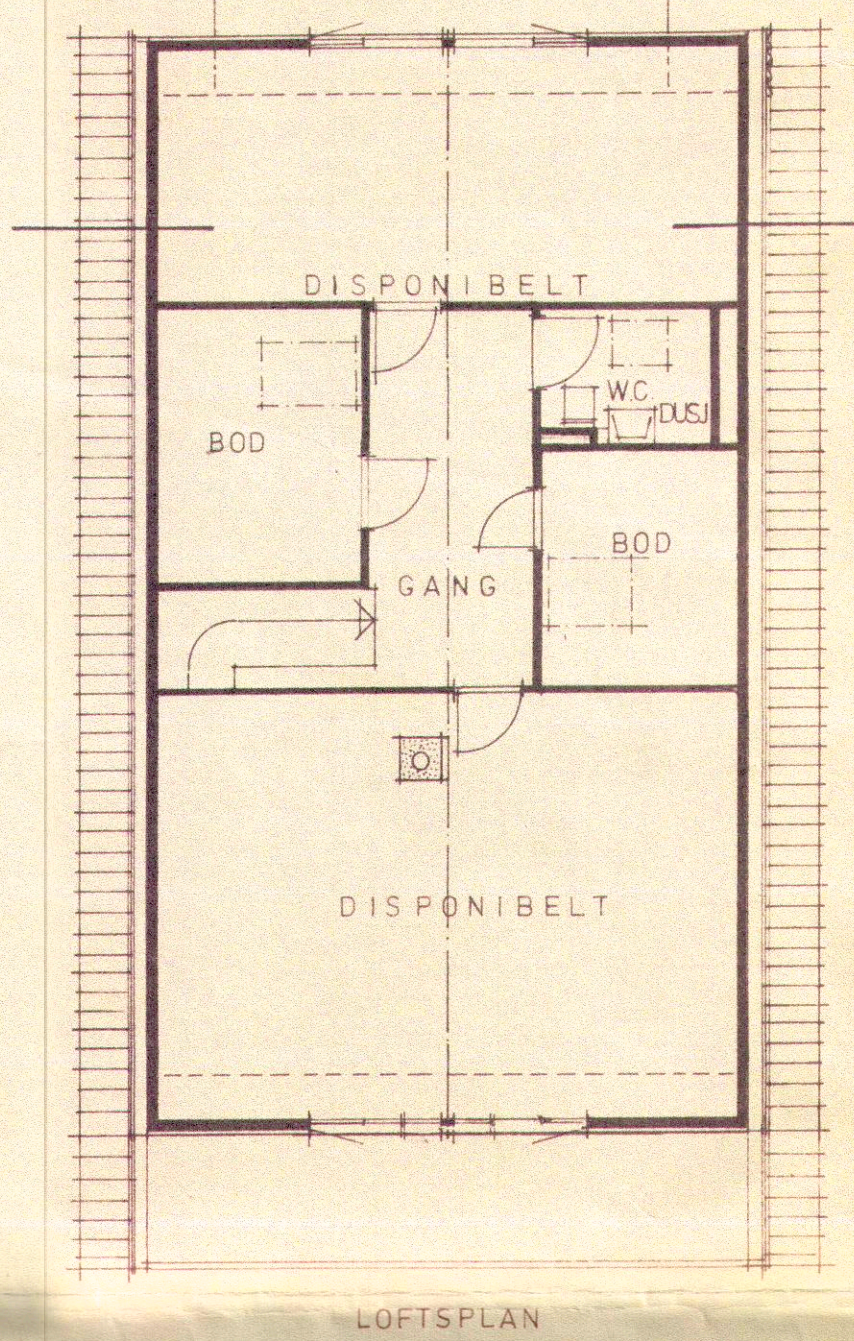 DISPONIBELT
W.C.
DUSJ
BOD
BOD
GANG
DISPONIBELT
LOFTSPLAN